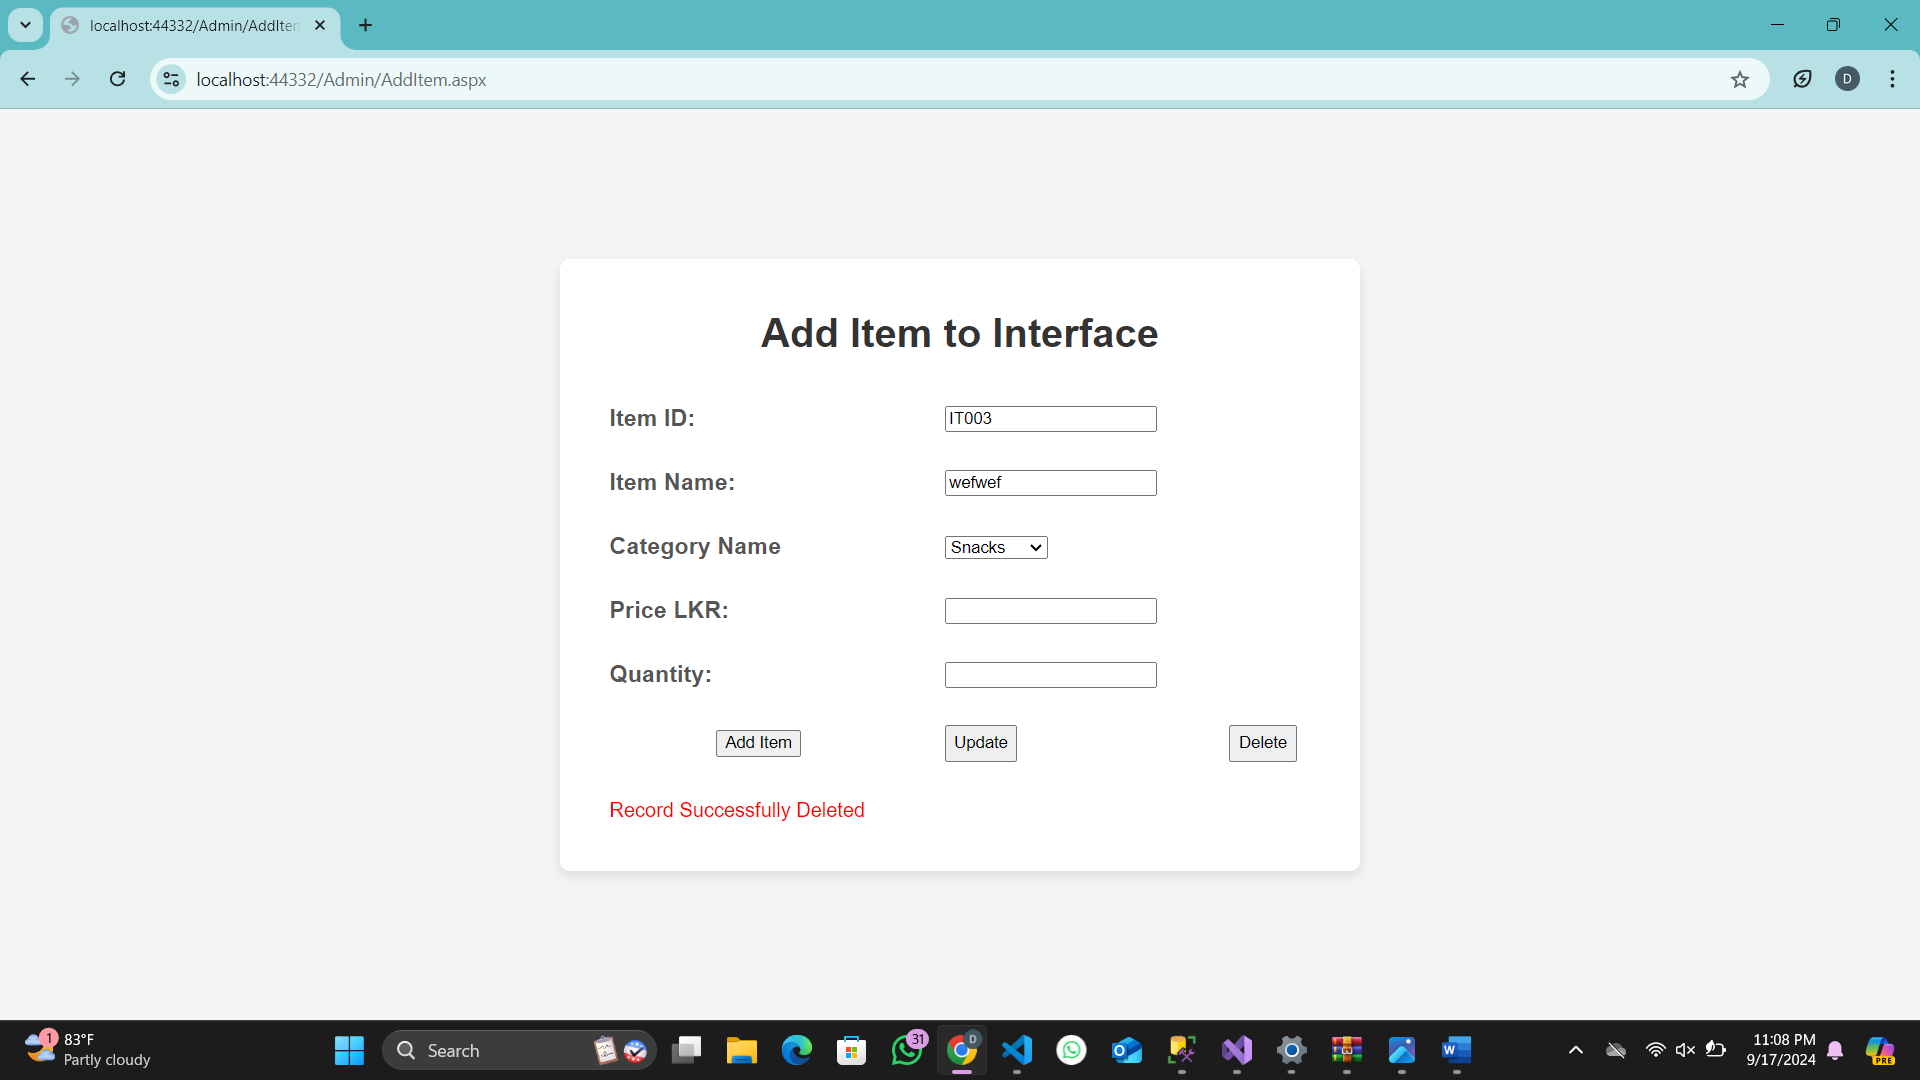 localhost:44332/Admin/AddIter
localhost:44332/Admin/AddItem.aspx
D
Add Item to Interface
Item ID: IT003
Item Name: wefwef
Category Name Snacks
Price LKR:
Quantity:
Add Item Update Delete
Record Successfully Deleted
1 83°F
Partly cloudy
Search
31
D
11:08 PM
9/17/2024
PRE